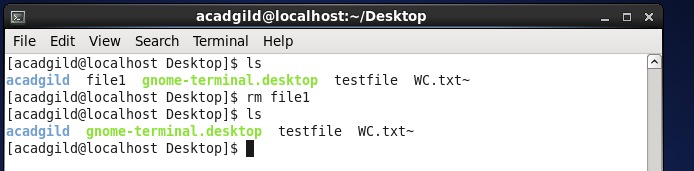 acadgild@localhost:~/Desktop
File Edit View Search Terminal Help
[acadgild@localhost Desktop]$ ls
acadgild  file1  gnome-terminal.desktop  testfile  WC.txt~
[acadgild@localhost Desktop]$ rm file1
[acadgild@localhost Desktop]$ ls
acadgild  gnome-terminal.desktop  testfile  WC.txt~
[acadgild@localhost Desktop]$